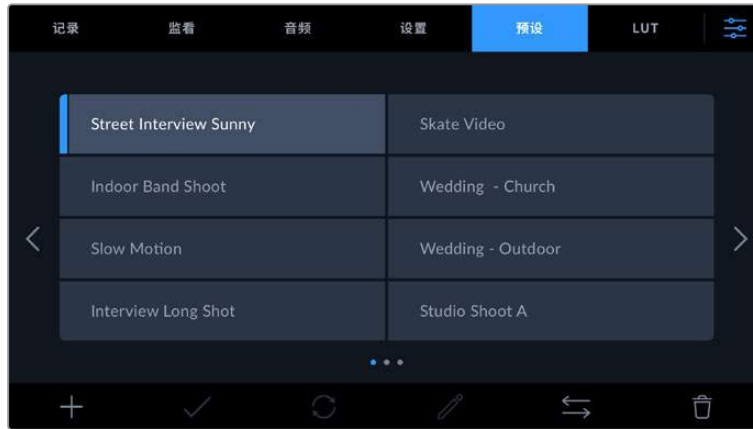 记录 监看 音频 设置 预设 LUT
Street Interview Sunny Skate Video
Indoor Band Shoot Wedding - Church
Slow Motion Wedding - Outdoor
Interview Long Shot Studio Shoot A